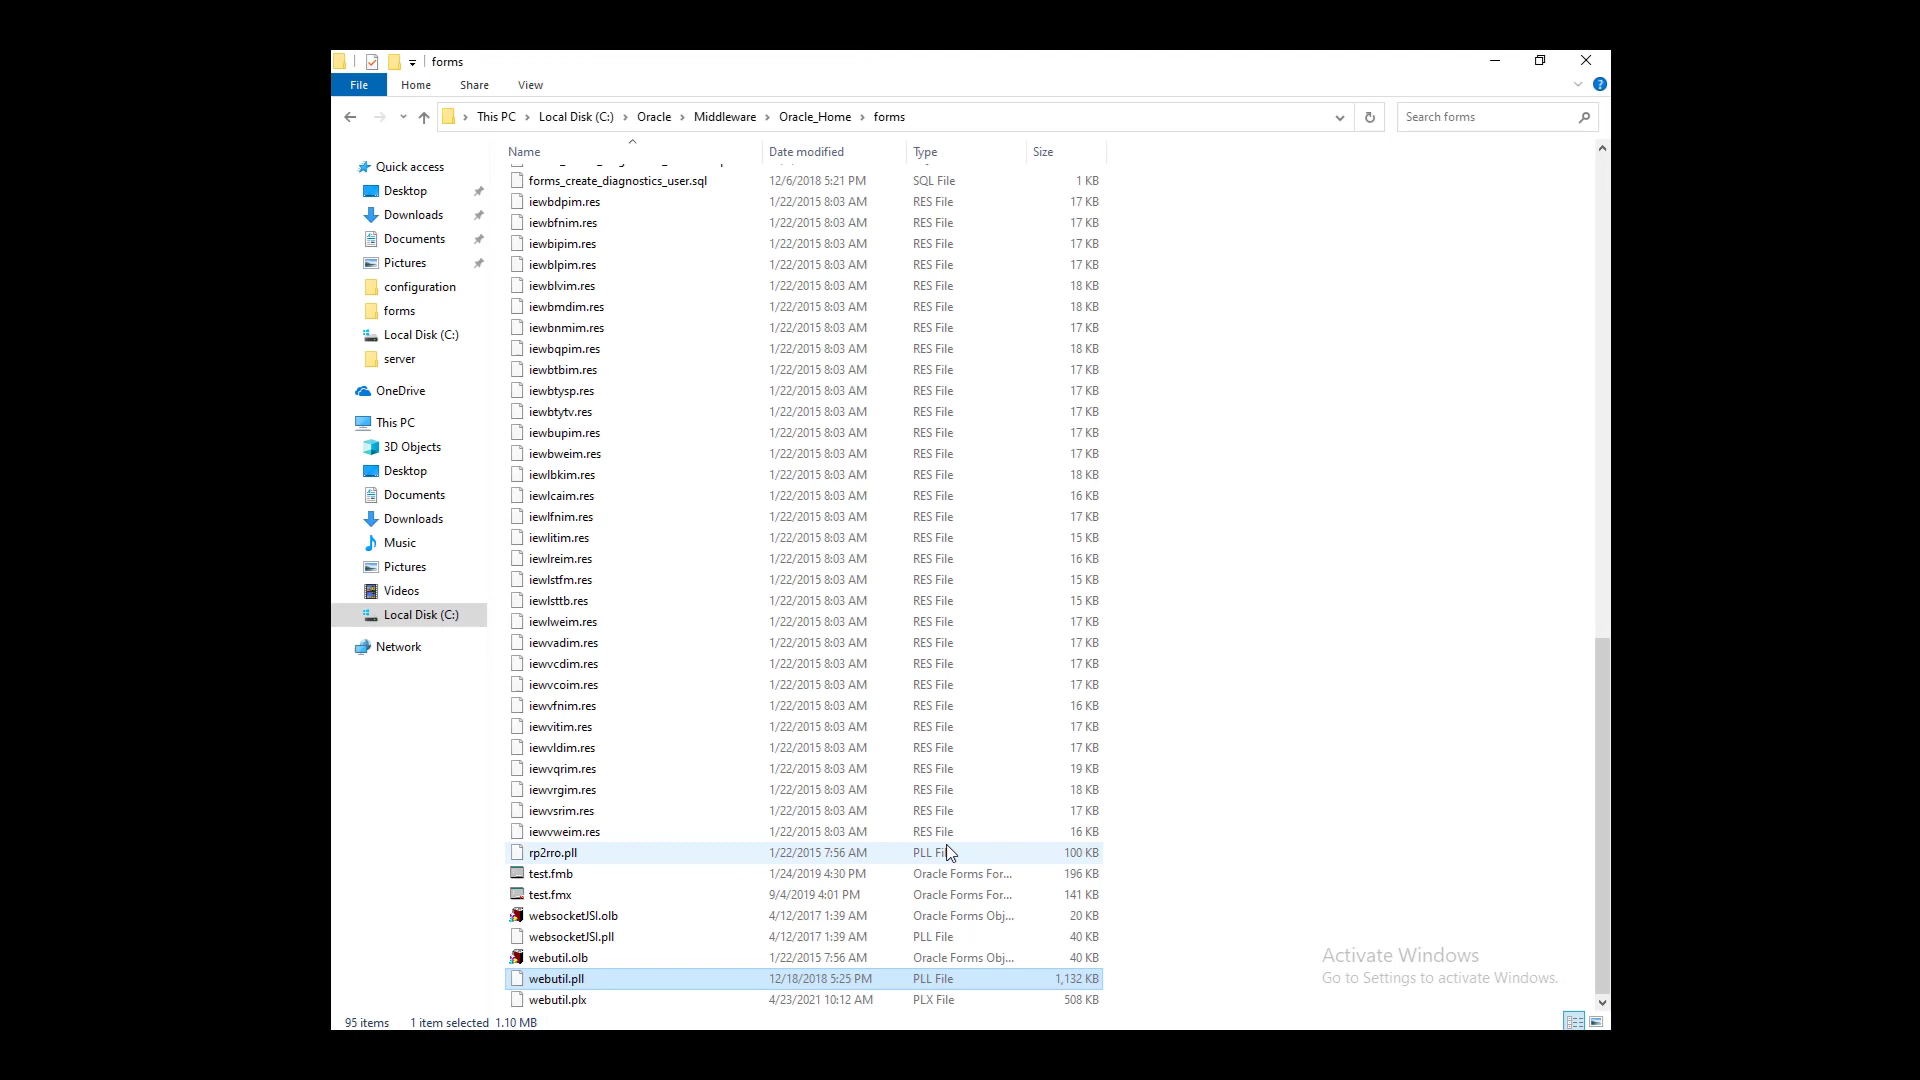 forms
File Home Share View
This PC Local Disk (C:) Oracle Middleware Oracle_Home forms Search forms
Name Date modified Type Size
Quick access
Desktop
Downloads
Documents
Pictures
configuration
forms
Local Disk (C:)
server
OneDrive
This PC
3D Objects
Desktop
Documents
Downloads
Music
Pictures
Videos
Local Disk (C:)
Network
forms_create_diagnostics_user.sql 12/6/2018 5:21 PM SQL File 1 KB
iewbdpim.res 1/22/2015 8:03 AM RES File 17 KB
iewbfnim.res 1/22/2015 8:03 AM RES File 17 KB
iewbipim.res 1/22/2015 8:03 AM RES File 17 KB
iewblpim.res 1/22/2015 8:03 AM RES File 17 KB
iewblvim.res 1/22/2015 8:03 AM RES File 18 KB
iewbmdim.res 1/22/2015 8:03 AM RES File 18 KB
iewbnmim.res 1/22/2015 8:03 AM RES File 17 KB
iewbqpim.res 1/22/2015 8:03 AM RES File 18 KB
iewbtbim.res 1/22/2015 8:03 AM RES File 17 KB
iewbtysp.res 1/22/2015 8:03 AM RES File 17 KB
iewbtytv.res 1/22/2015 8:03 AM RES File 17 KB
iewbupim.res 1/22/2015 8:03 AM RES File 17 KB
iewbweim.res 1/22/2015 8:03 AM RES File 17 KB
iewlbkim.res 1/22/2015 8:03 AM RES File 18 KB
iewlcaim.res 1/22/2015 8:03 AM RES File 16 KB
iewlfnim.res 1/22/2015 8:03 AM RES File 17 KB
iewlitim.res 1/22/2015 8:03 AM RES File 15 KB
iewlreim.res 1/22/2015 8:03 AM RES File 16 KB
iewlstfm.res 1/22/2015 8:03 AM RES File 15 KB
iewlsttb.res 1/22/2015 8:03 AM RES File 15 KB
iewlweim.res 1/22/2015 8:03 AM RES File 17 KB
iewvadim.res 1/22/2015 8:03 AM RES File 17 KB
iewvcdim.res 1/22/2015 8:03 AM RES File 17 KB
iewvcoim.res 1/22/2015 8:03 AM RES File 17 KB
iewvfnim.res 1/22/2015 8:03 AM RES File 16 KB
iewvitim.res 1/22/2015 8:03 AM RES File 17 KB
iewvldim.res 1/22/2015 8:03 AM RES File 17 KB
iewvqrim.res 1/22/2015 8:03 AM RES File 19 KB
iewvrgim.res 1/22/2015 8:03 AM RES File 18 KB
iewvsrim.res 1/22/2015 8:03 AM RES File 17 KB
iewvweim.res 1/22/2015 8:03 AM RES File 16 KB
rp2rro.pll 1/22/2015 7:56 AM PLL File 100 KB
test.fmb 1/24/2019 4:30 PM Oracle Forms For... 196 KB
test.fmx 9/4/2019 4:01 PM Oracle Forms For... 141 KB
websocketJSI.olb 4/12/2017 1:39 AM Oracle Forms Obj... 20 KB
websocketJSI.pll 4/12/2017 1:39 AM PLL File 40 KB
webutil.olb 1/22/2015 7:56 AM Oracle Forms Obj... 40 KB
webutil.pll 12/18/2018 5:25 PM PLL File 1,132 KB
webutil.plx 4/23/2021 10:12 AM PLX File 508 KB
Activate Windows
Go to Settings to activate Windows.
95 items 1 item selected 1.10 MB